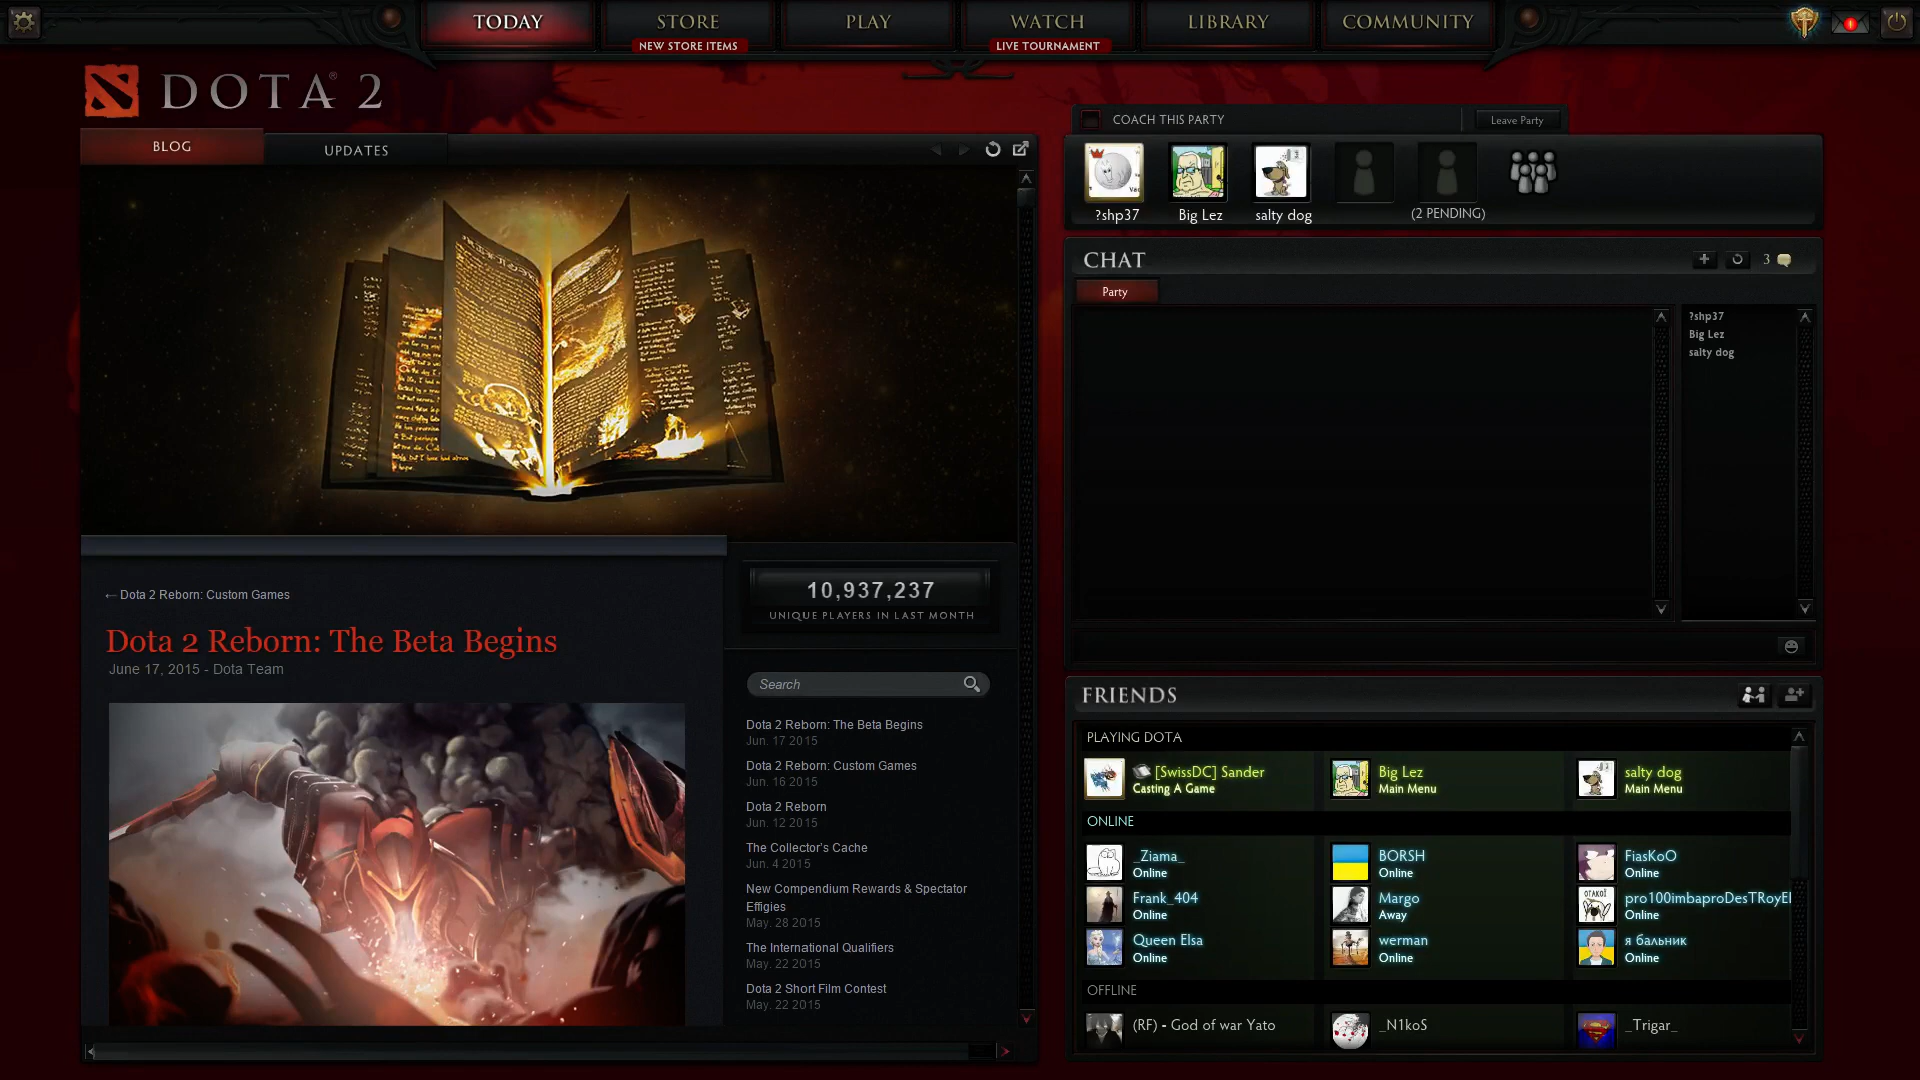 TODAY
STORE
NEW STORE ITEMS
PLAY
WATCH
LIVE TOURNAMENT
LIBRARY
COMMUNITY
DOTA® 2
BLOG
UPDATES
← Dota 2 Reborn: Custom Games
Dota 2 Reborn: The Beta Begins
June 17, 2015 - Dota Team
10,937,237
UNIQUE PLAYERS IN LAST MONTH
Search
Dota 2 Reborn: The Beta Begins
Jun. 17 2015
Dota 2 Reborn: Custom Games
Jun. 16 2015
Dota 2 Reborn
Jun. 12 2015
The Collector's Cache
Jun. 4 2015
New Compendium Rewards & Spectator
Effigies
May. 28 2015
The International Qualifiers
May. 22 2015
Dota 2 Short Film Contest
May. 22 2015
COACH THIS PARTY
Leave Party
?shp37
Big Lez
salty dog
(2 PENDING)
CHAT
3
Party
?shp37
Big Lez
salty dog
FRIENDS
PLAYING DOTA
[SwissDC] Sander
Casting A Game
Big Lez
Main Menu
salty dog
Main Menu
ONLINE
_Ziama_
Online
BORSH
Online
FiasKoO
Online
Frank_404
Online
Margo
Away
pro100imbaproDesTRoyE
Online
Queen Elsa
Online
werman
Online
я бальник
Online
OFFLINE
(RF) - God of war Yato
_N1koS
_Trigar_